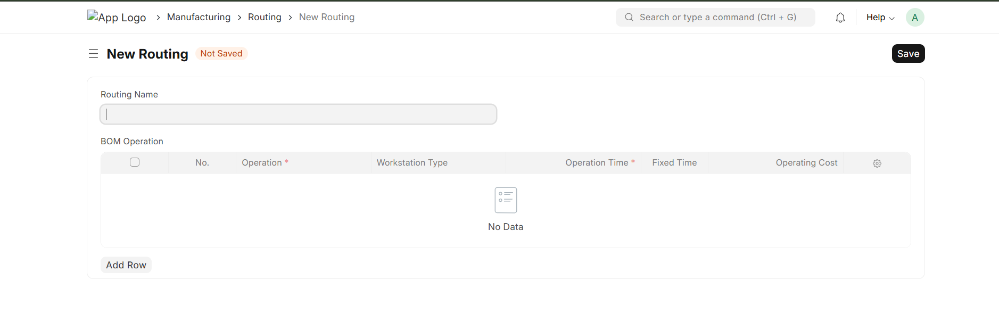 App Logo > Manufacturing > Routing > New Routing
Search or type a command (Ctrl + G)
Help
A
New Routing
Not Saved
Save
Routing Name
BOM Operation
No. Operation * Workstation Type Operation Time * Fixed Time Operating Cost
No Data
Add Row